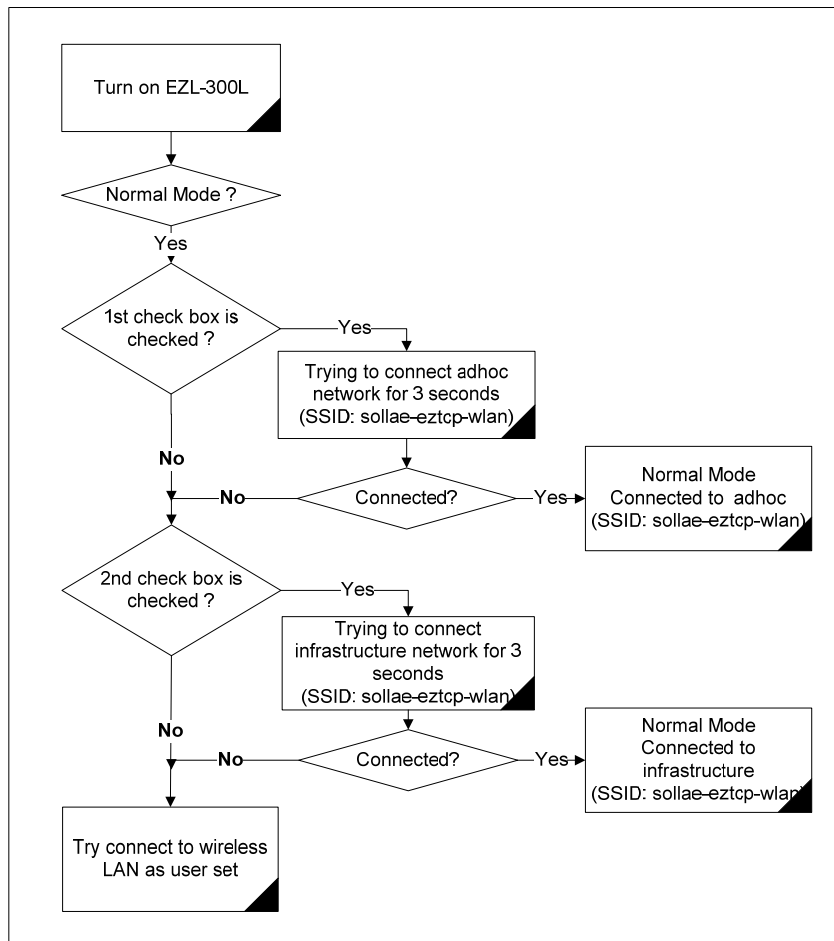 Turn on EZL-300L
Normal Mode ?
Yes
1st check box is
checked ?
Yes
Trying to connect adhoc
network for 3 seconds
(SSID: sollae-eztcp-wlan)
No
No
Connected?
Yes
Normal Mode
Connected to adhoc
(SSID: sollae-eztcp-wlan)
2nd check box is
checked ?
Yes
Trying to connect
infrastructure network for 3
seconds
(SSID: sollae-eztcp-wlan)
No
No
Connected?
Yes
Normal Mode
Connected to
infrastructure
(SSID: sollae-eztcp-wlan)
Try connect to wireless
LAN as user set